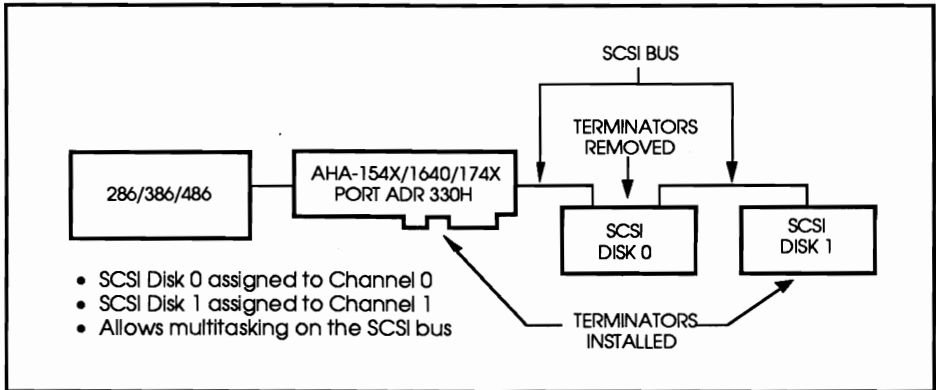 SCSI BUS
TERMINATORS
REMOVED
286/386/486
AHA-154X/1640/174X
PORT ADR 330H
SCSI
DISK 0
SCSI
DISK 1
• SCSI Disk 0 assigned to Channel 0
• SCSI Disk 1 assigned to Channel 1
• Allows multitasking on the SCSI bus
TERMINATORS
INSTALLED